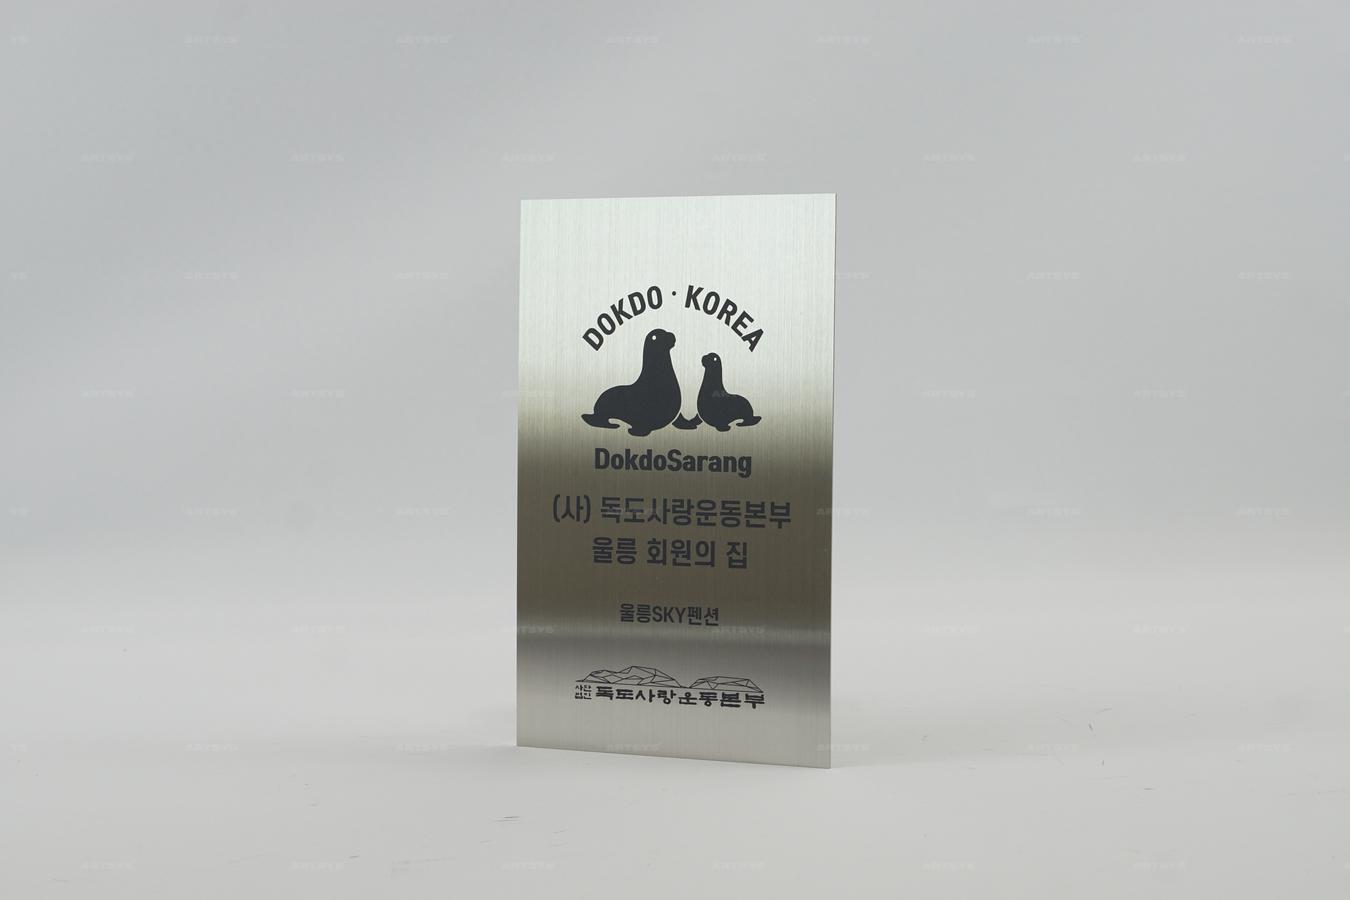 DOKDO · KOREA
DokdoSarang
(사) 독도사랑운동본부
울릉 회원의 집
울릉SKY펜션
사단법인 독도사랑운동본부
ARTSYS